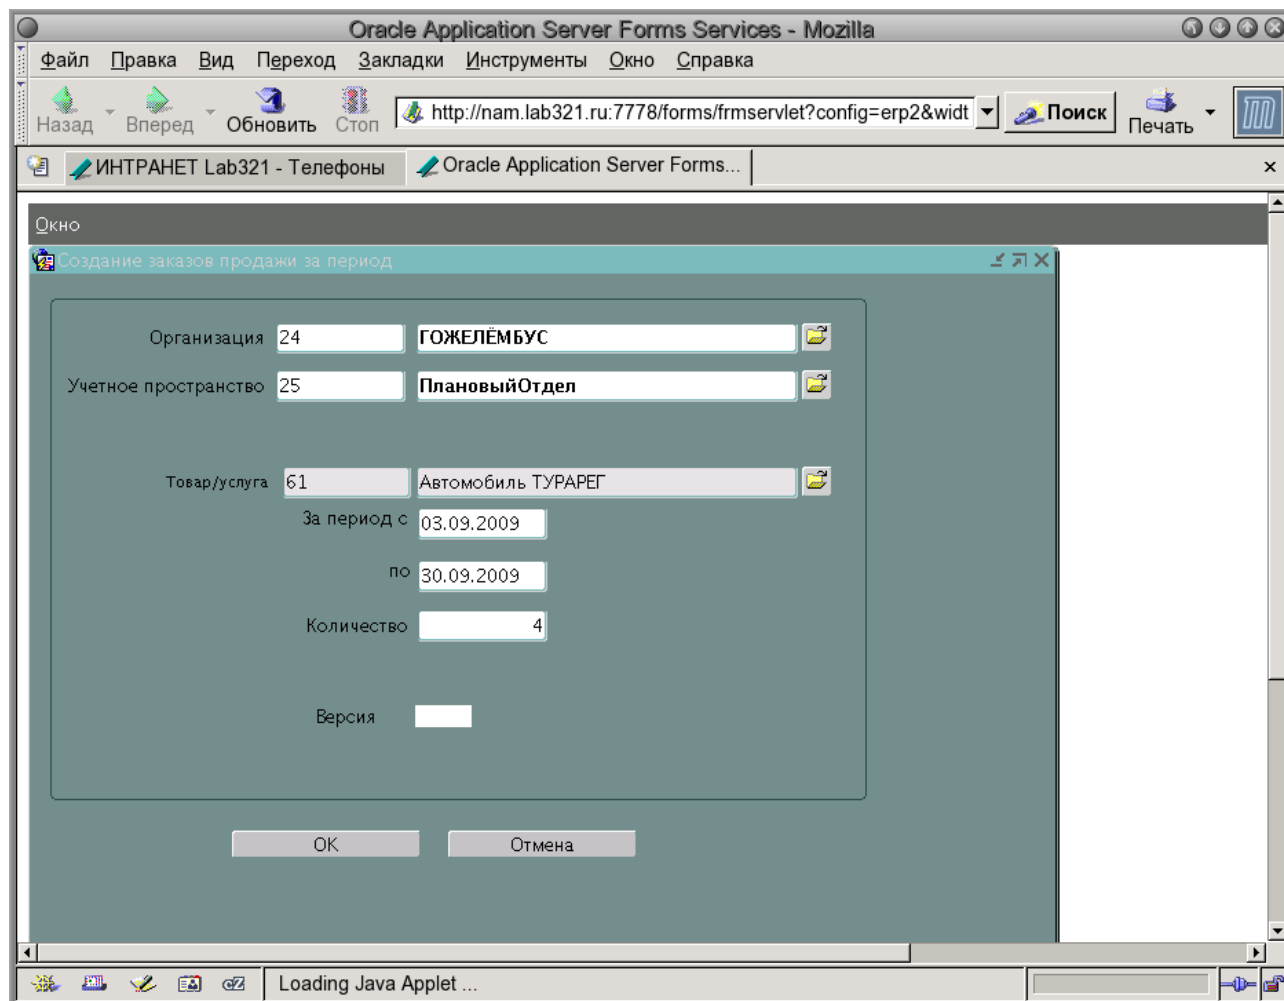 Oracle Application Server Forms Services - Mozilla
Файл Правка Вид Переход Закладки Инструменты Окно Справка
Назад Вперед Обновить Стоп http://nam.lab321.ru:7778/forms/frmservlet?config=erp2&widt Поиск Печать
ИНТРАНЕТ Lab321 - Телефоны Oracle Application Server Forms...
Окно
Создание заказов продажи за период
Организация 24 ГОЖЕЛЁМБУС
Учетное пространство 25 ПлановыйОтдел
Товар/услуга 61 Автомобиль ТУРАРЕГ
За период с 03.09.2009
по 30.09.2009
Количество 4
Версия
OK Отмена
Loading Java Applet ...